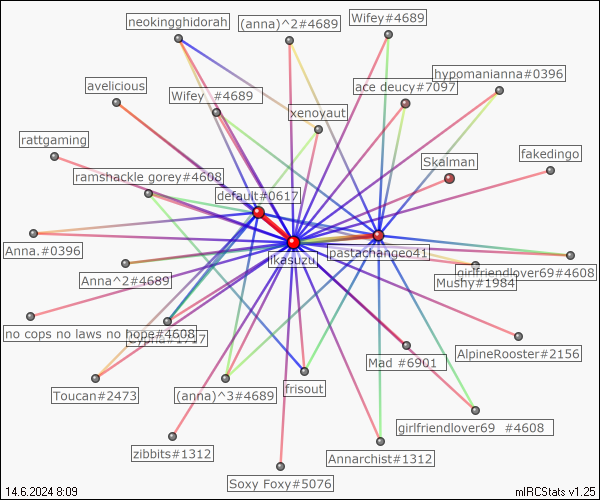 neokingghidorah
(anna)^2#4689
Wifey#4689
hypomanianna#0396
ace deucy#7097
avelicious
Wifey #4689
xenoyaut
rattgaming
Skalman
fakedingo
ramshackle gorey#4608
default#0617
Anna.#0396
ikasuzu
pastachangeo41
girlfriendlover69#4608
Anna^2#4689
Mushy#1984
no cops no laws no hope#4608
#1717
Mad #6901
AlpineRooster#2156
Toucan#2473
(anna)^3#4689
frisout
girlfriendlover69 #4608
zibbits#1312
Annarchist#1312
Soxy Foxy#5076
14.6.2024 8:09
mIRCStats v1.25